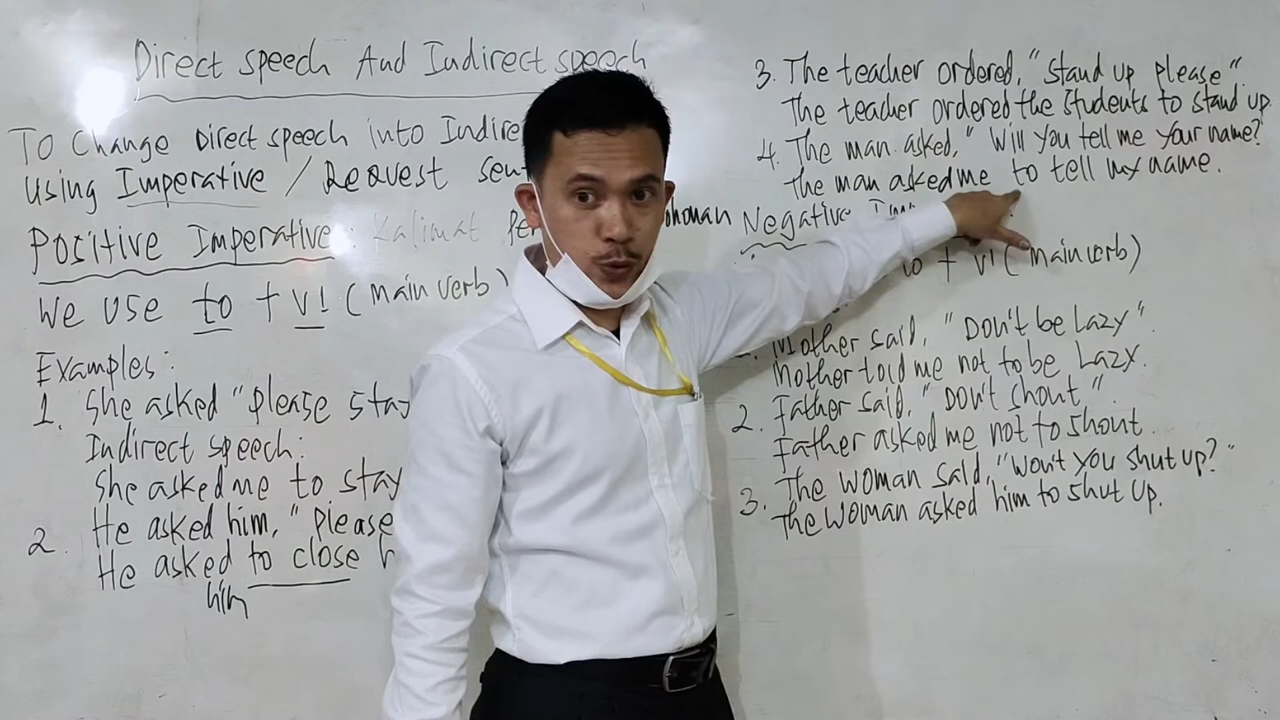 Direct speech And Indirect speech
To Change Direct speech into Indire
Using Imperative / Request sent
Positive Imperative: Kalimat Per ohonan
We use to + V1 (main verb)
Examples:
1. She asked "please stay
Indirect speech:
She asked me to stay
2. He asked him, "please
He asked to close h
him
3. The teacher ordered, "Stand up please"
The teacher ordered the Students to stand up.
4. The man asked, "Will you tell me your name?
The man asked me to tell my name.
Negative Imp
to + V1 (main verb)
Mother said, "Don't be Lazy".
Mother told me not to be Lazy.
2. Father said, "Don't shout".
Father asked me not to shout.
3. The woman said, "Won't you shut up?"
The woman asked him to shut up.